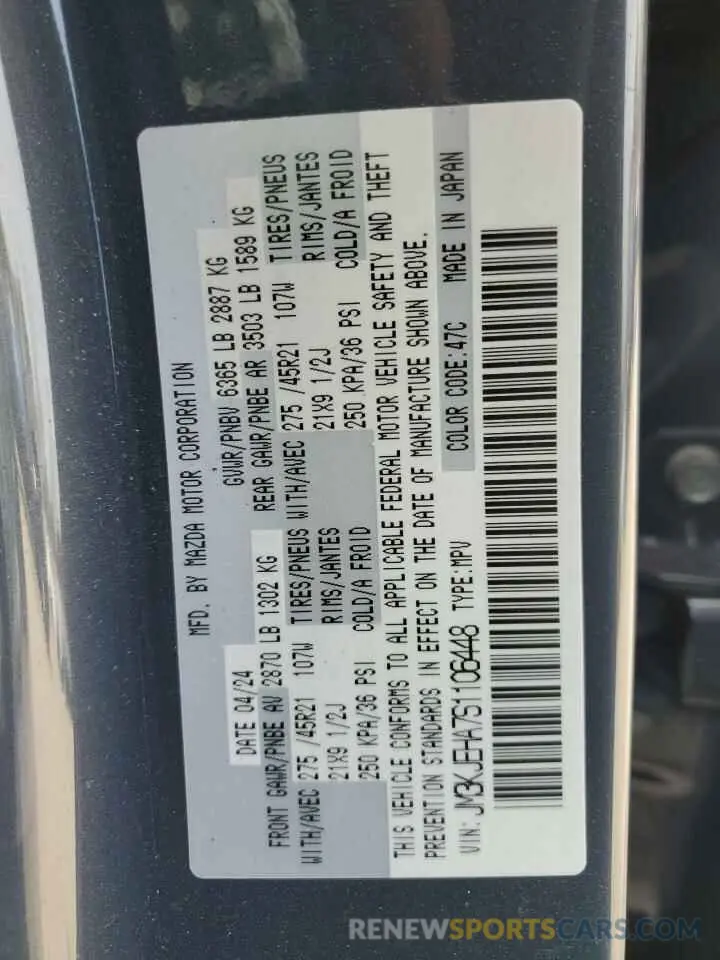 MFD. BY MAZDA MOTOR CORPORATION
DATE 04/24 GVWR/PNBV 6365 LB 2887 KG
FRONT GAWR/PNBE AV 2870 LB 1302 KG REAR GAWR/PNBE AR 3503 LB 1589 KG
WITH/AVEC 275 /45R21 107W TIRES/PNEUS WITH/AVEC 275 /45R21 107W TIRES/PNEUS
21X9 1/2J RIMS/JANTES 21X9 1/2J RIMS/JANTES
250 KPA/36 PSI COLD/A FROID 250 KPA/36 PSI COLD/A FROID
THIS VEHICLE CONFORMS TO ALL APPLICABLE FEDERAL MOTOR VEHICLE SAFETY AND THEFT
PREVENTION STANDARDS IN EFFECT ON THE DATE OF MANUFACTURE SHOWN ABOVE.
COLOR CODE:47C MADE IN JAPAN
VIN: JM3KJEHA7S1106448 TYPE:MPV
RENEWSPORTSCARS.COM